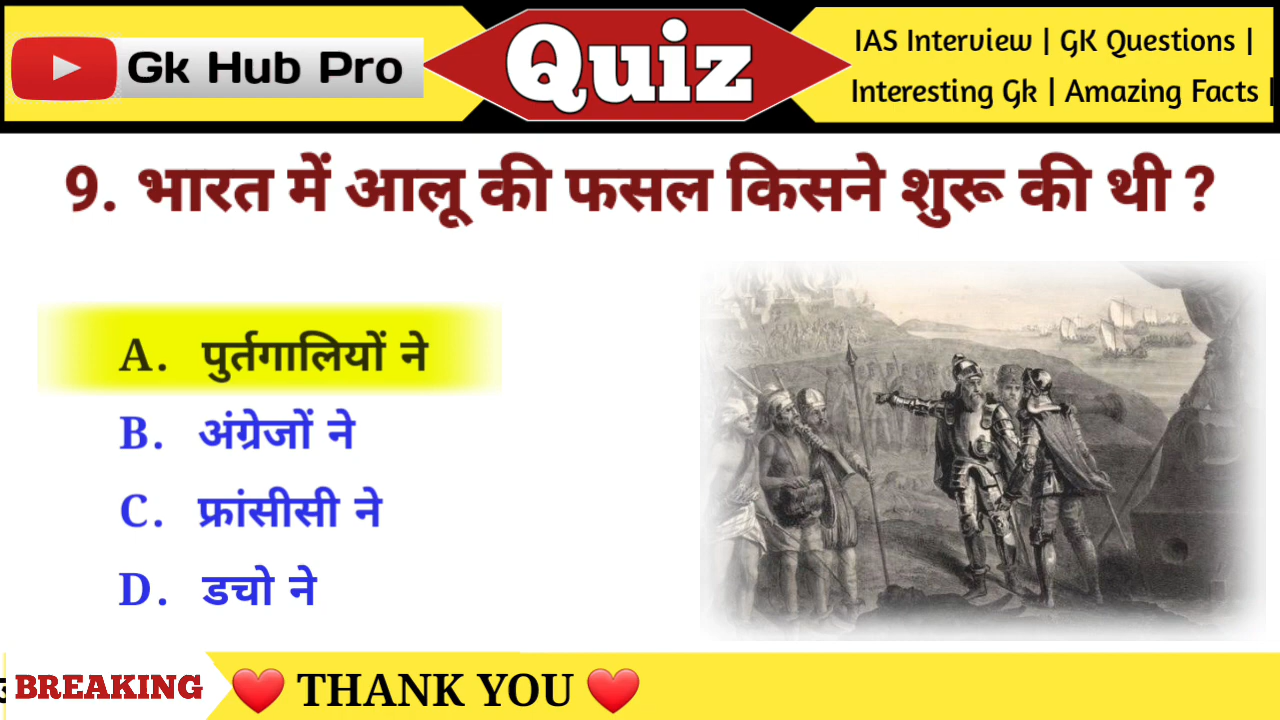 Gk Hub Pro
Quiz
IAS Interview | GK Questions |
Interesting Gk | Amazing Facts |
9. भारत में आलू की फसल किसने शुरू की थी ?
A. पुर्तगालियों ने
B. अंग्रेजों ने
C. फ्रांसीसी ने
D. डचो ने
BREAKING
❤️ THANK YOU ❤️